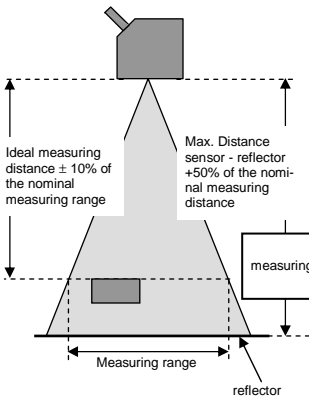 Ideal measuring
distance ± 10% of
the nominal
measuring range
Max. Distance
sensor - reflector
+50% of the nomi-
nal measuring
distance
measuring
Measuring range
reflector